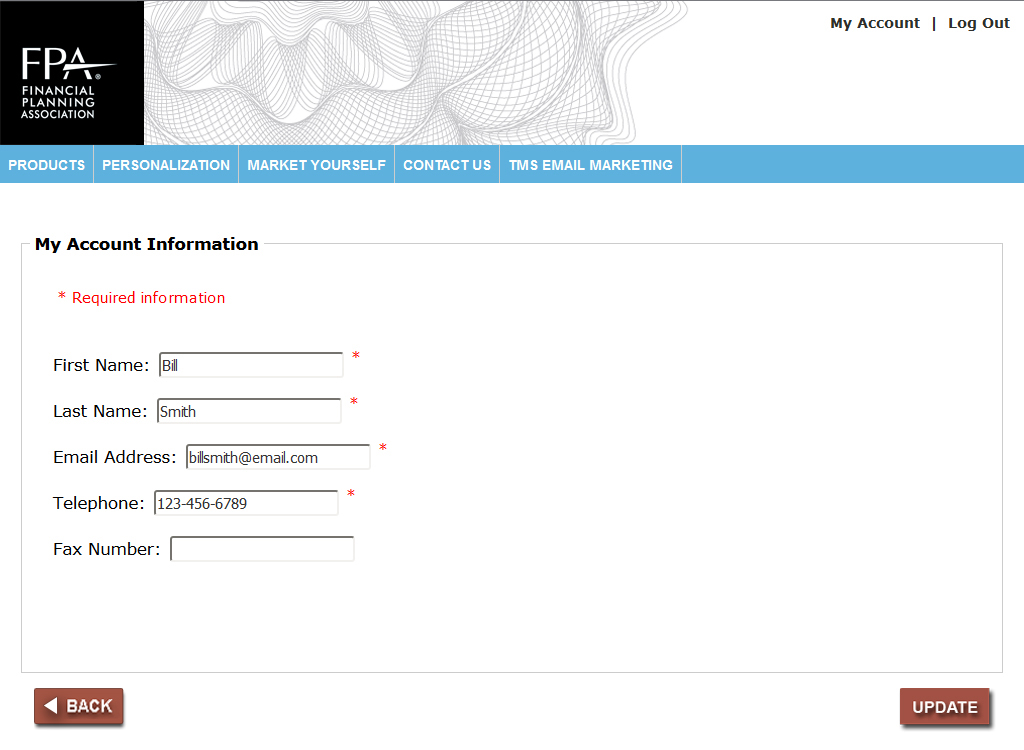 My Account | Log Out
FPA®
FINANCIAL
PLANNING
ASSOCIATION
PRODUCTS PERSONALIZATION MARKET YOURSELF CONTACT US TMS EMAIL MARKETING
My Account Information
* Required information
First Name: Bill *
Last Name: Smith *
Email Address: billsmith@email.com *
Telephone: 123-456-6789 *
Fax Number:
BACK UPDATE